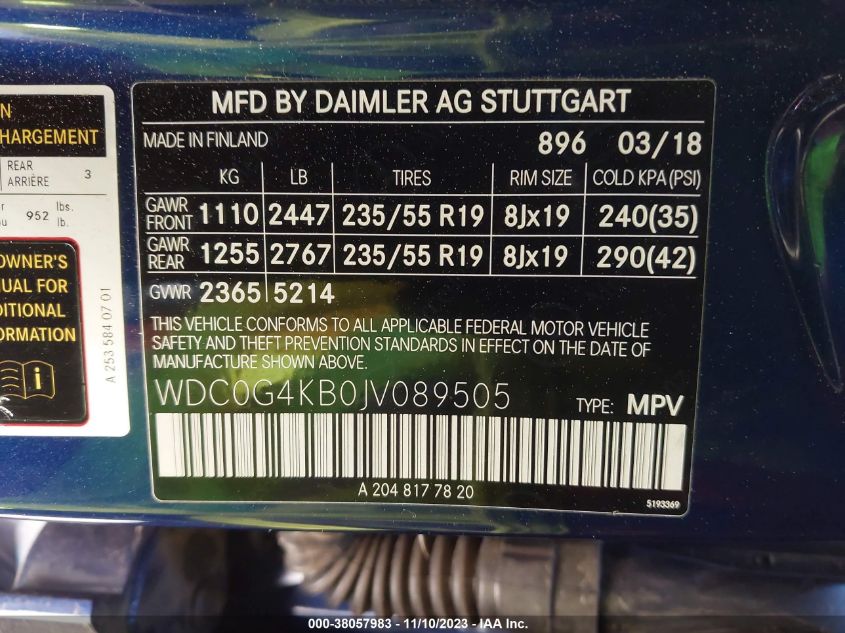 N
HARGEMENT
REAR
ARRIÈRE 3
952 lbs.
lb.
OWNER'S
UAL FOR
DITIONAL
ORMATION
A 253 584 07 01
MFD BY DAIMLER AG STUTTGART
MADE IN FINLAND 896 03/18
KG LB TIRES RIM SIZE COLD KPA (PSI)
GAWR FRONT 1110 2447 235/55 R19 8Jx19 240(35)
GAWR REAR 1255 2767 235/55 R19 8Jx19 290(42)
GVWR 2365 5214
THIS VEHICLE CONFORMS TO ALL APPLICABLE FEDERAL MOTOR VEHICLE
SAFETY AND THEFT PREVENTION STANDARDS IN EFFECT ON THE DATE OF
MANUFACTURE SHOWN ABOVE.
WDC0G4KB0JV089505 TYPE: MPV
A 204 817 78 20
5193369
000-38057983 - 11/10/2023 - IAA Inc.